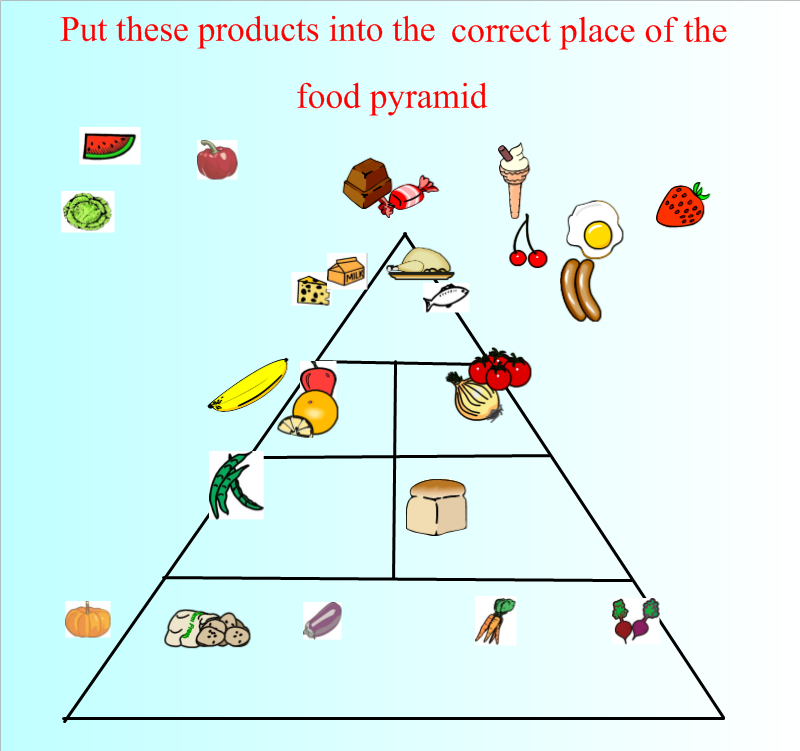 Put these products into the correct place of the
food pyramid
MILK